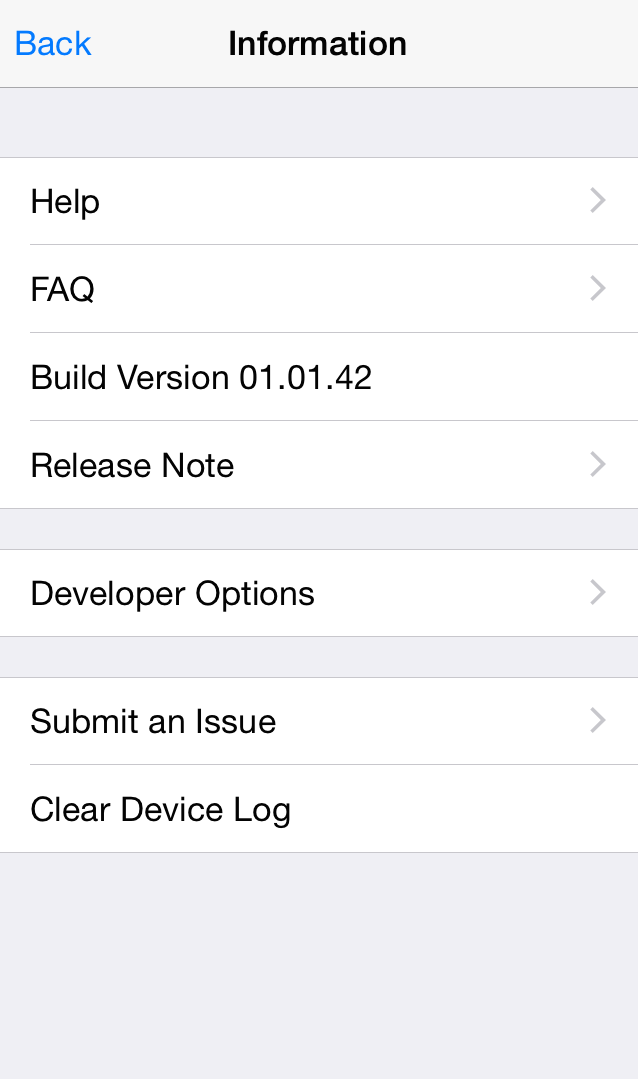 Back
Information
Help
FAQ
Build Version 01.01.42
Release Note
Developer Options
Submit an Issue
Clear Device Log